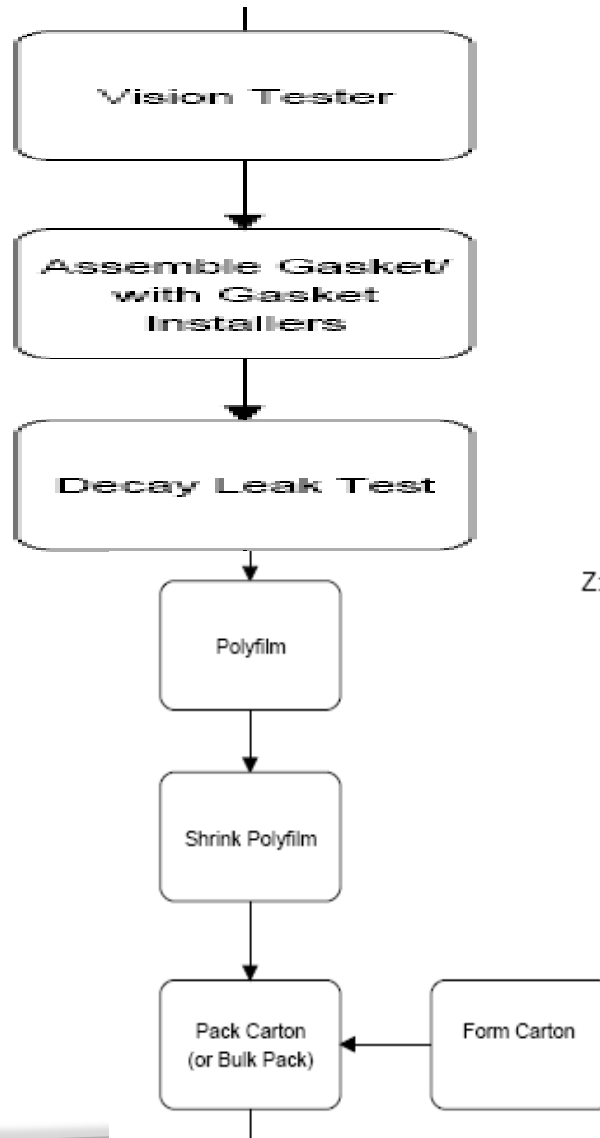 Vision Tester
Assemble Gasket/
with Gasket
Installers
Decay Leak Test
Polyfilm
Shrink Polyfilm
Pack Carton
(or Bulk Pack)
Form Carton